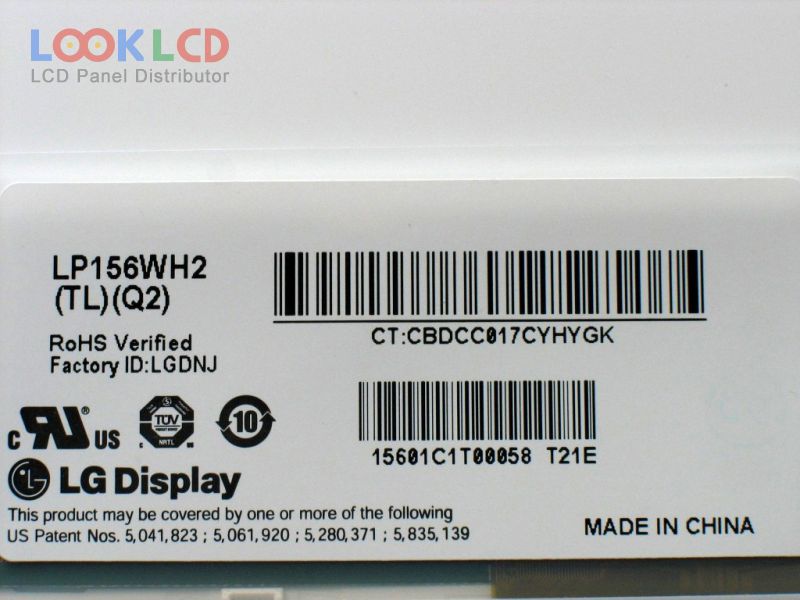 LOOKLCD
LCD Panel Distributor
LP156WH2
(TL)(Q2)
RoHS Verified
Factory ID:LGDNJ
CT:CBDCC017CYHYGK
c RU® US
TÜV
NRTL
10
15601C1T00058 T21E
LG Display
This product may be covered by one or more of the following
US Patent Nos. 5,041,823 ; 5,061,920 ; 5,280,371 ; 5,835,139
MADE IN CHINA